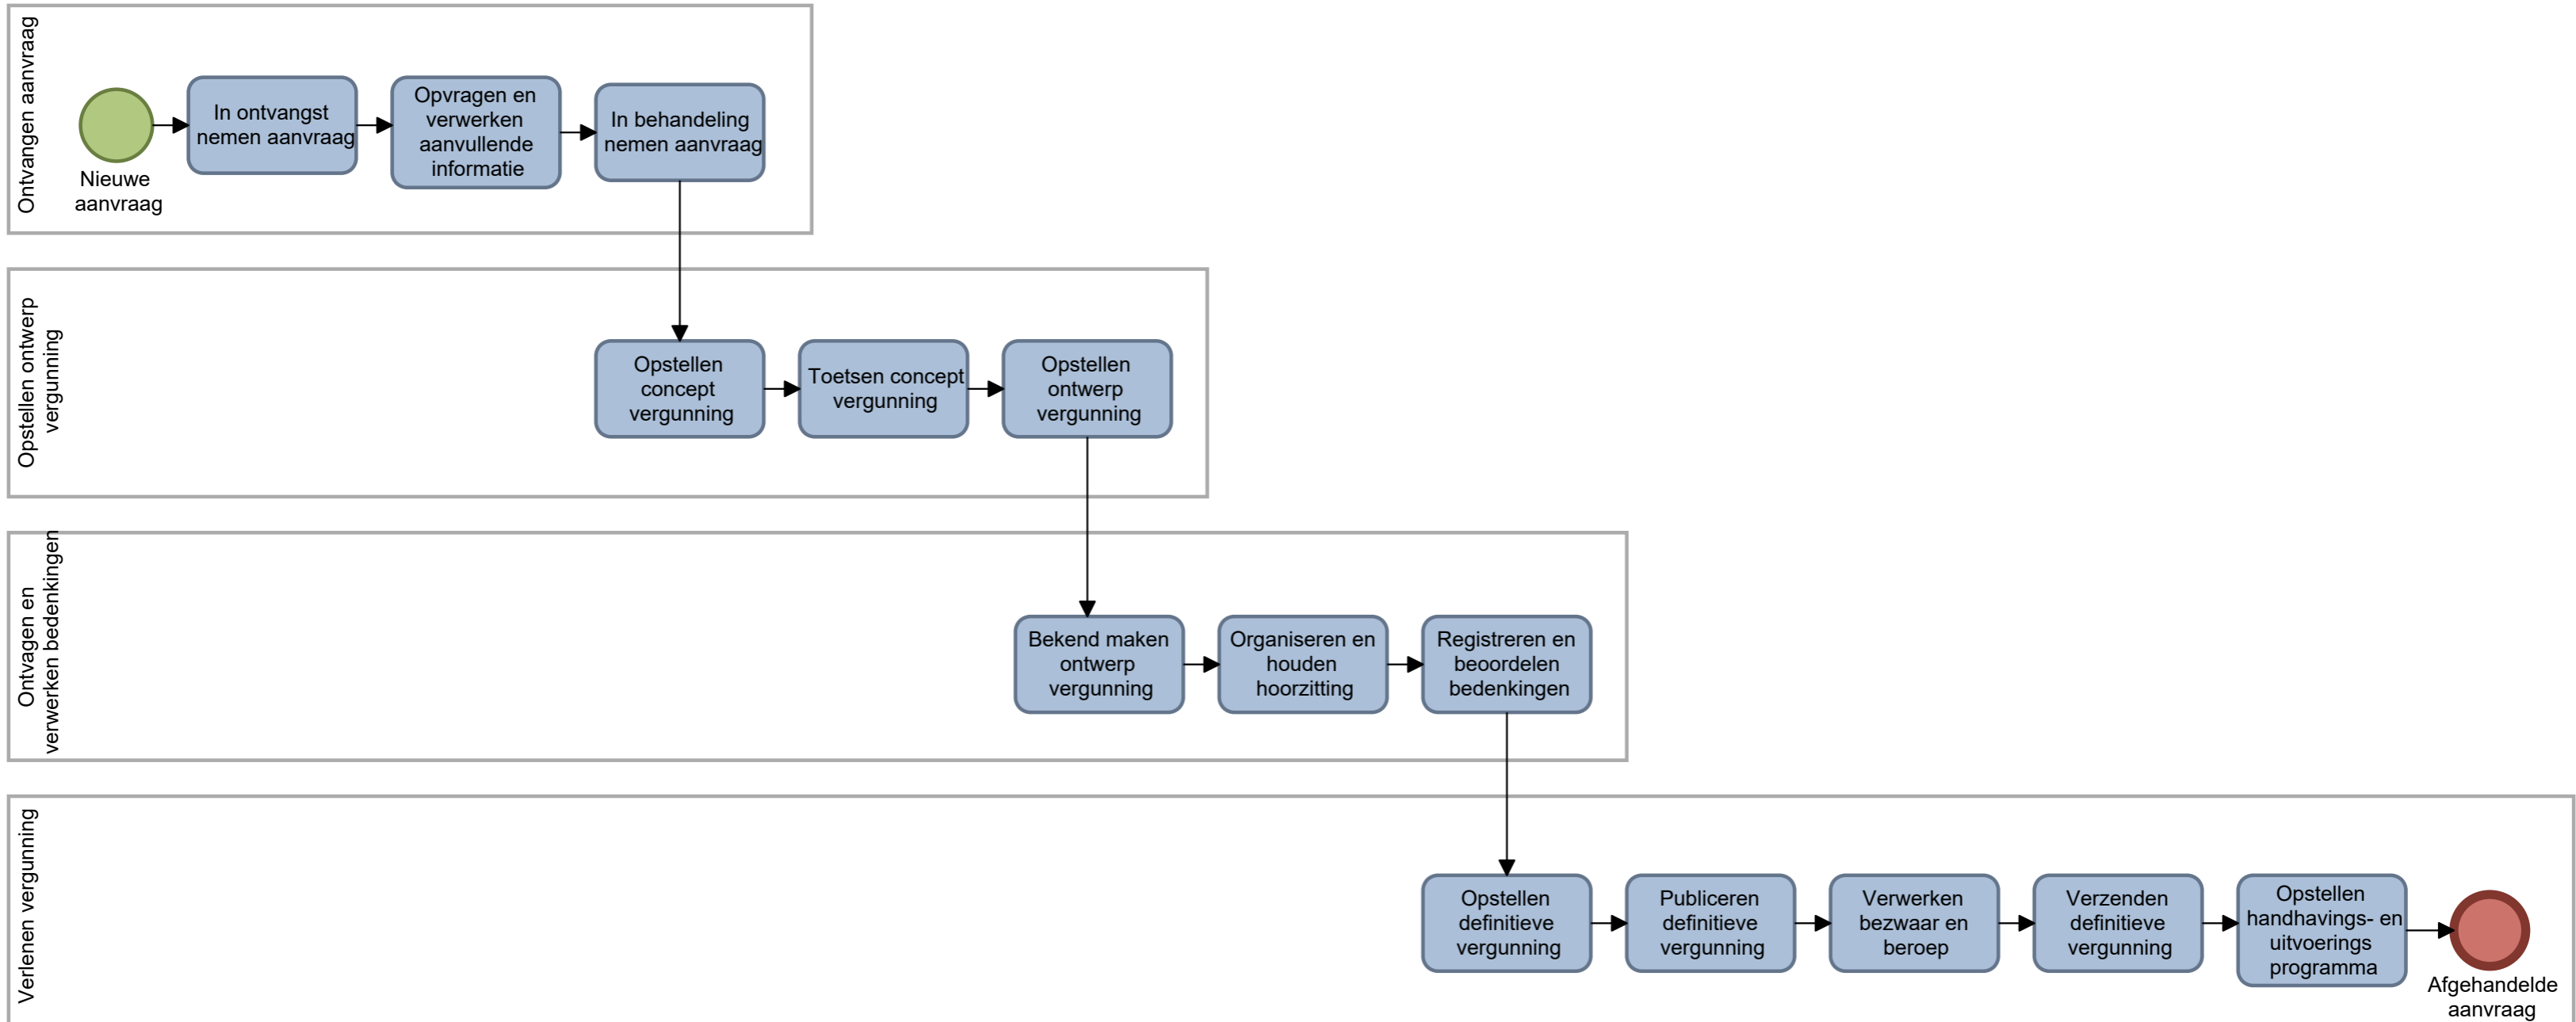 Ontvangen aanvraag
Nieuwe
aanvraag
In ontvangst
nemen aanvraag
Opvragen en
verwerken
aanvullende
informatie
In behandeling
nemen aanvraag
Opstellen ontwerp
vergunning
Opstellen
concept
vergunning
Toetsen concept
vergunning
Opstellen
ontwerp
vergunning
Ontvagen en
verwerken bedenkingen
Bekend maken
ontwerp
vergunning
Organiseren en
houden
hoorzitting
Registreren en
beoordelen
bedenkingen
Verlenen vergunning
Opstellen
definitieve
vergunning
Publiceren
definitieve
vergunning
Verwerken
bezwaar en
beroep
Verzenden
definitieve
vergunning
Opstellen
handhavings- en
uitvoerings
programma
Afgehandelde
aanvraag